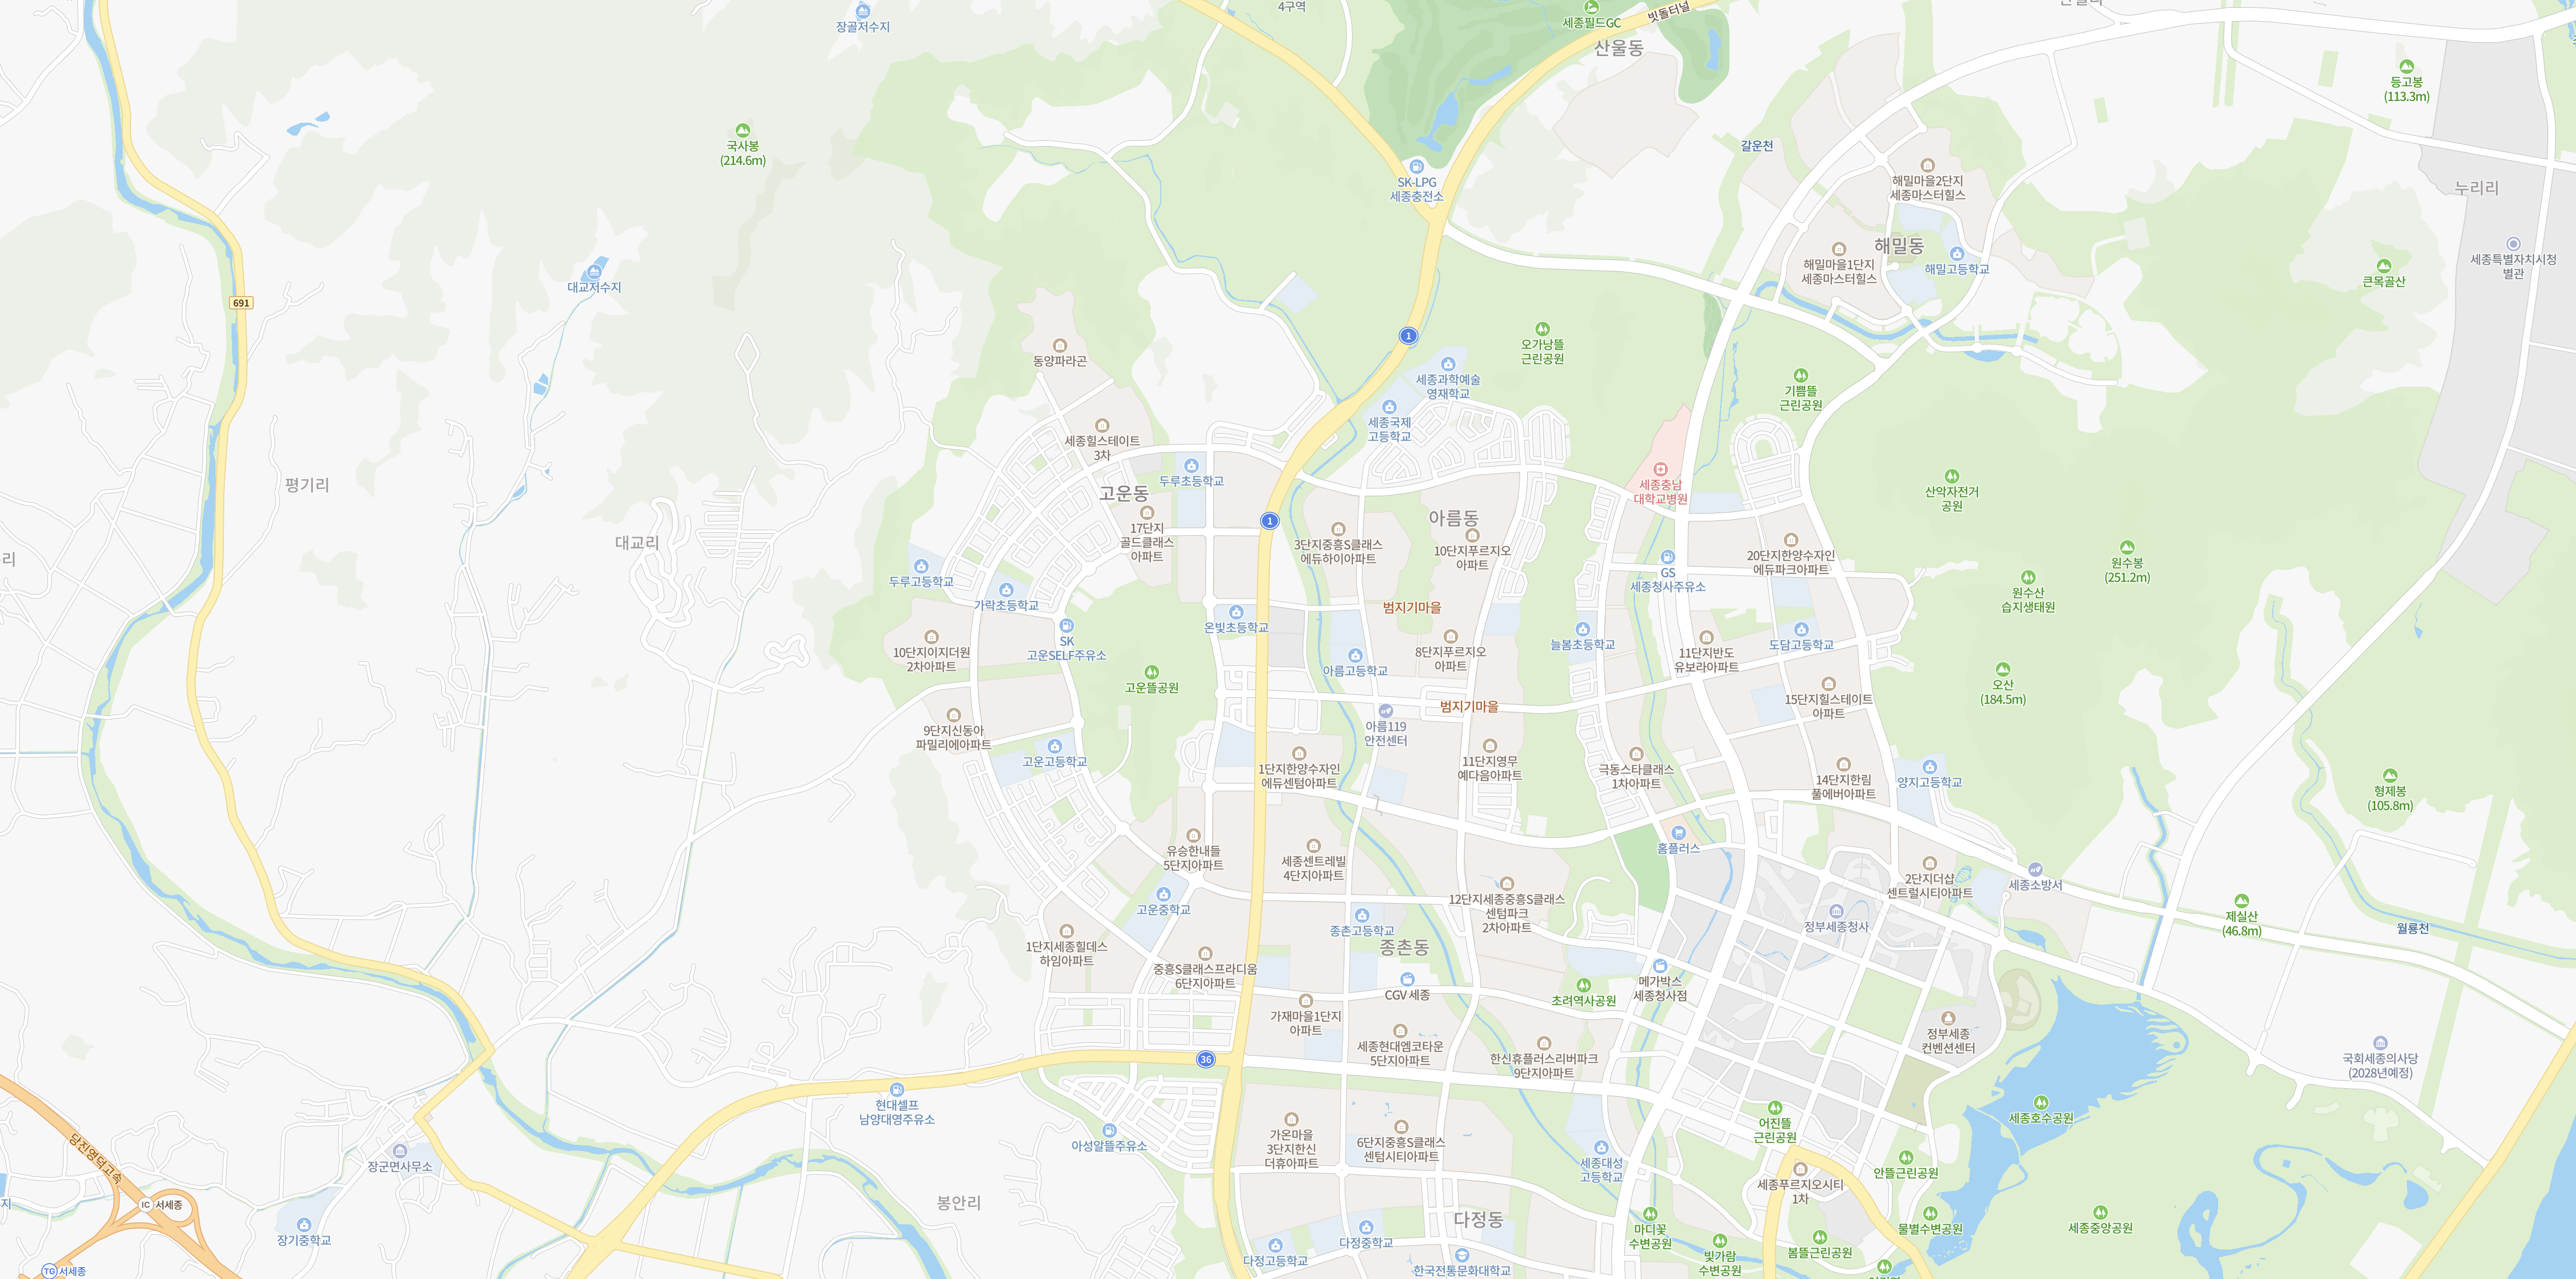 4구역
장골저수지
세종필드GC
빗돌터널
산울동
등고봉
(113.3m)
국사봉
(214.6m)
갈운천
SK-LPG
세종충전소
해밀마을2단지
세종마스터힐스
누리리
해밀동
해밀마을1단지
세종마스터힐스
해밀고등학교
세종특별자치시청
별관
큰목골산
대교저수지
691
1
오가낭뜰
근린공원
동양파라곤
세종과학예술
영재학교
기쁨뜰
근린공원
세종국제
고등학교
세종힐스테이트
3차
두루초등학교
고운동
평기리
세종충남
대학교병원
산악자전거
공원
17단지
골드클래스
아파트
1
아름동
대교리
3단지중흥S클래스
에듀하이아파트
10단지푸르지오
아파트
20단지한양수자인
에듀파크아파트
원수봉
(251.2m)
두루고등학교
GS
세종청사주유소
원수산
습지생태원
가락초등학교
범지기마을
온빛초등학교
SK
고운SELF주유소
10단지이지더원
2차아파트
늘봄초등학교
도담고등학교
8단지푸르지오
아파트
11단지반도
유보라아파트
아름고등학교
고운뜰공원
오산
(184.5m)
15단지힐스테이트
아파트
범지기마을
9단지신동아
파밀리에아파트
아름119
안전센터
고운고등학교
1단지한양수자인
에듀센텀아파트
11단지영무
예다음아파트
극동스타클래스
1차아파트
14단지한림
풀에버아파트
양지고등학교
형제봉
(105.8m)
유승한내들
5단지아파트
세종센트레빌
4단지아파트
홈플러스
2단지더샵
센트럴시티아파트
세종소방서
12단지세종중흥S클래스
센텀파크
2차아파트
고운중학교
정부세종청사
제실산
(46.8m)
월룡천
종촌고등학교
종촌동
1단지세종힐데스
하임아파트
중흥S클래스프라디움
6단지아파트
CGV 세종
초려역사공원
메가박스
세종청사점
가재마을1단지
아파트
정부세종
컨벤션센터
세종현대엠코타운
5단지아파트
한신휴플러스리버파크
9단지아파트
36
국회세종의사당
(2028년예정)
현대셀프
남양대영주유소
세종호수공원
어진뜰
근린공원
아성알뜰주유소
가온마을
3단지한신
더휴아파트
6단지중흥S클래스
센텀시티아파트
당진영덕고속
장군면사무소
세종대성
고등학교
안뜰근린공원
세종푸르지오시티
1차
IC 서세종
봉안리
다정동
마디꽃
수변공원
물별수변공원
세종중앙공원
장기중학교
다정고등학교
다정중학교
한국전통문화대학교
빛가람
수변공원
봄뜰근린공원
TG 서세종